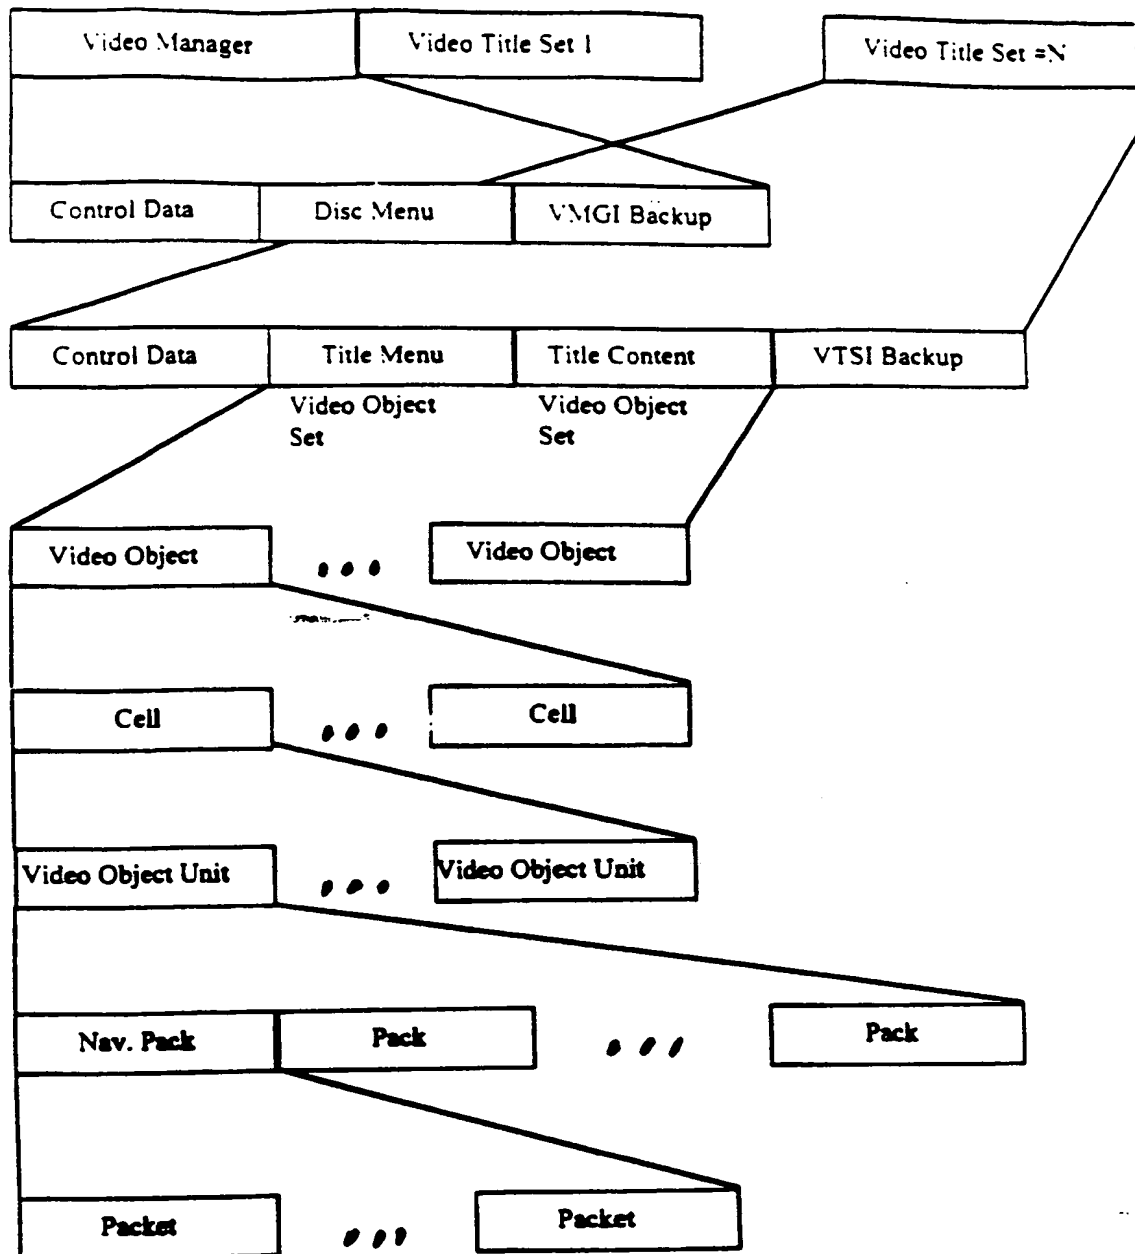 Video Manager
Video Title Set 1
Video Title Set =N
Control Data
Disc Menu
VMGI Backup
Control Data
Title Menu
Title Content
VTSI Backup
Video Object
Set
Video Object
Set
Video Object
Video Object
Cell
Cell
Video Object Unit
Video Object Unit
Nav. Pack
Pack
Pack
Packet
Packet